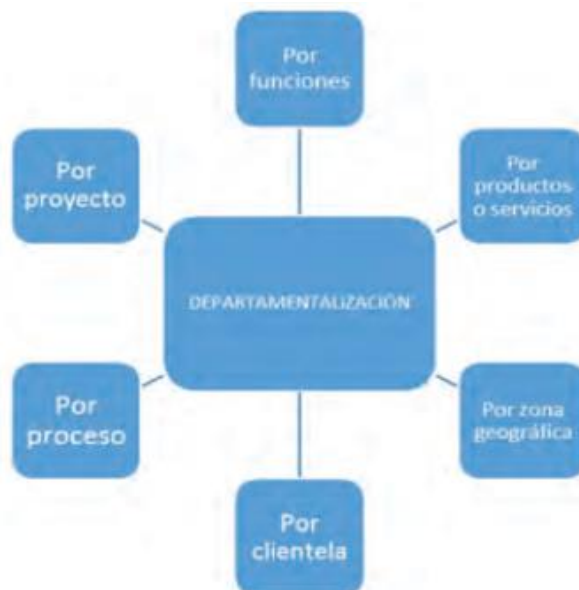 Por
funciones
Por
proyecto
Por
productos
o servicios
DEPARTAMENTALIZACIÓN
Por
proceso
Por zona
geográfica
Por
clientela